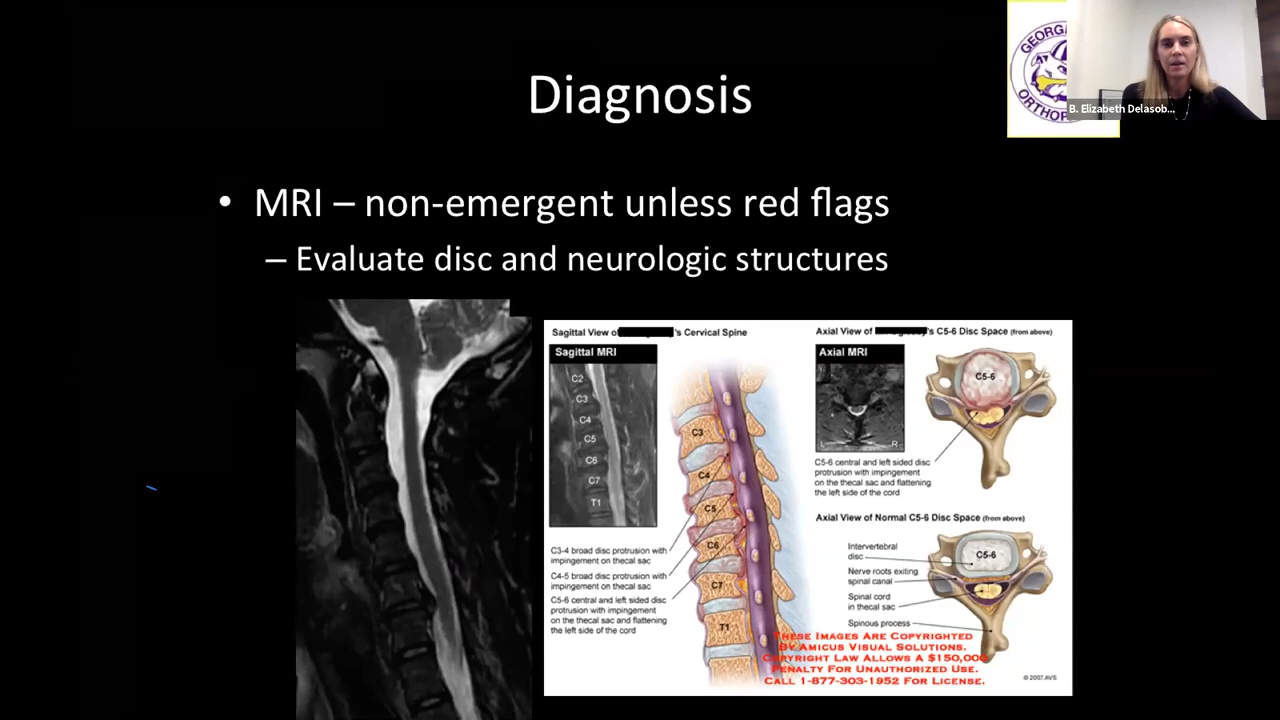 Diagnosis
GEORGE
ORTHOP
B. Elizabeth Delasob...
• MRI – non-emergent unless red flags
– Evaluate disc and neurologic structures
Sagittal View of 's Cervical Spine
Sagittal MRI
C2
C3
C4
C5
C6
C7
T1
C3
C4
C5
C6
C7
T1
C3-4 broad disc protrusion with
impingement on thecal sac
C4-5 broad disc protrusion with
impingement on thecal sac
C5-6 central and left sided disc
protrusion with impingement
on the thecal sac and flattening
the left side of the cord
Axial View of 's C5-6 Disc Space (from above)
Axial MRI
L
R
C5-6
C5-6 central and left sided disc
protrusion with impingement
on the thecal sac and flattening
the left side of the cord
Axial View of Normal C5-6 Disc Space (from above)
C5-6
Intervertebral
disc
Nerve roots exiting
spinal canal
Spinal cord
in thecal sac
Spinous process
These Images Are Copyrighted
By Amicus Visual Solutions.
Copyright Law Allows A $150,000
Penalty For Unauthorized Use.
Call 1-877-303-1952 For License.
© 2007, AVS